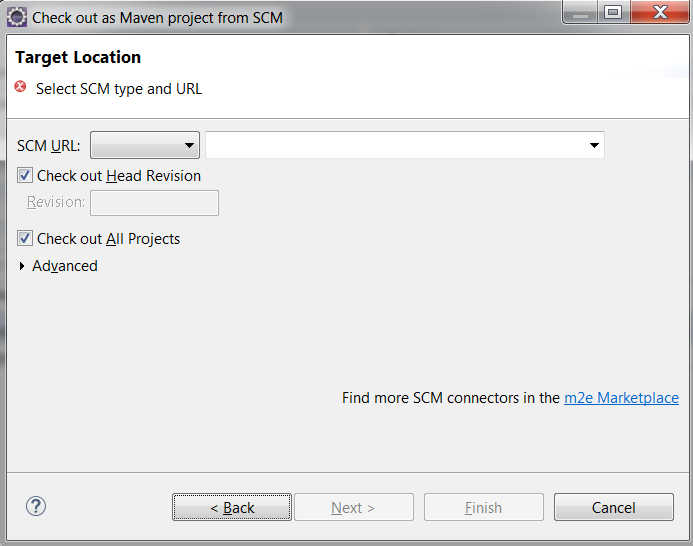 Check out as Maven project from SCM
Target Location
Select SCM type and URL
SCM URL:
Check out Head Revision
Revision:
Check out All Projects
Advanced
Find more SCM connectors in the m2e Marketplace
? < Back Next > Finish Cancel